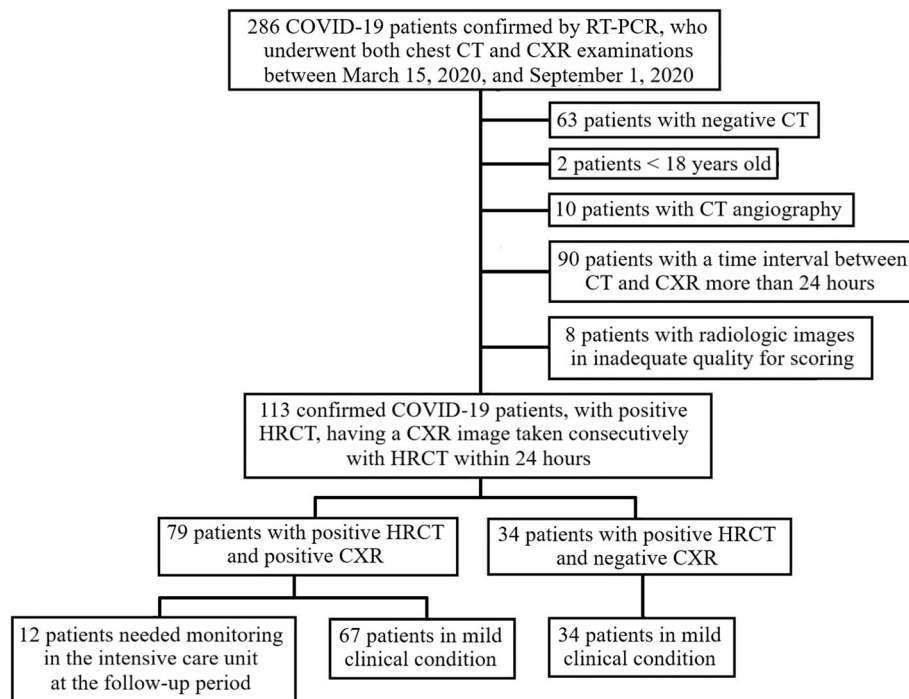 286 COVID-19 patients confirmed by RT-PCR, who
underwent both chest CT and CXR examinations
between March 15, 2020, and September 1, 2020
63 patients with negative CT
2 patients < 18 years old
10 patients with CT angiography
90 patients with a time interval between
CT and CXR more than 24 hours
8 patients with radiologic images
in inadequate quality for scoring
113 confirmed COVID-19 patients, with positive
HRCT, having a CXR image taken consecutively
with HRCT within 24 hours
79 patients with positive HRCT
and positive CXR
34 patients with positive HRCT
and negative CXR
12 patients needed monitoring
in the intensive care unit
at the follow-up period
67 patients in mild
clinical condition
34 patients in mild
clinical condition